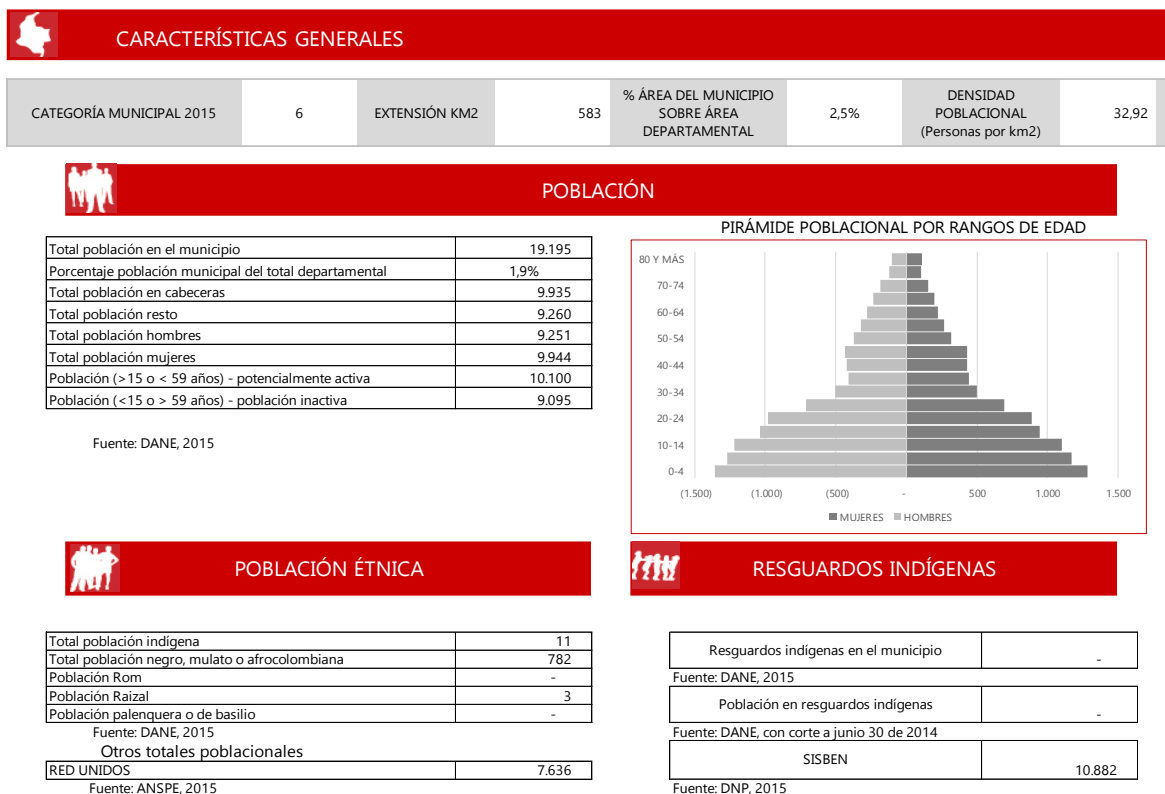 CARACTERÍSTICAS GENERALES
CATEGORÍA MUNICIPAL 2015
6
EXTENSIÓN KM2
583
% ÁREA DEL MUNICIPIO
SOBRE ÁREA
DEPARTAMENTAL
2,5%
DENSIDAD
POBLACIONAL
(Personas por km2)
32,92
POBLACIÓN
Total población en el municipio 19.195
Porcentaje población municipal del total departamental 1,9%
Total población en cabeceras 9.935
Total población resto 9.260
Total población hombres 9.251
Total población mujeres 9.944
Población (>15 o < 59 años) - potencialmente activa 10.100
Población (<15 o > 59 años) - población inactiva 9.095
Fuente: DANE, 2015
PIRÁMIDE POBLACIONAL POR RANGOS DE EDAD
80 Y MÁS
70-74
60-64
50-54
40-44
30-34
20-24
10-14
0-4
(1.500) (1.000) (500) - 500 1.000 1.500
MUJERES HOMBRES
POBLACIÓN ÉTNICA
Total población indígena 11
Total población negro, mulato o afrocolombiana 782
Población Rom -
Población Raizal 3
Población palenquera o de basilio -
Fuente: DANE, 2015
Otros totales poblacionales
RED UNIDOS 7.636
Fuente: ANSPE, 2015
RESGUARDOS INDÍGENAS
Resguardos indígenas en el municipio -
Fuente: DANE, 2015
Población en resguardos indígenas -
Fuente: DANE, con corte a junio 30 de 2014
SISBEN 10.882
Fuente: DNP, 2015